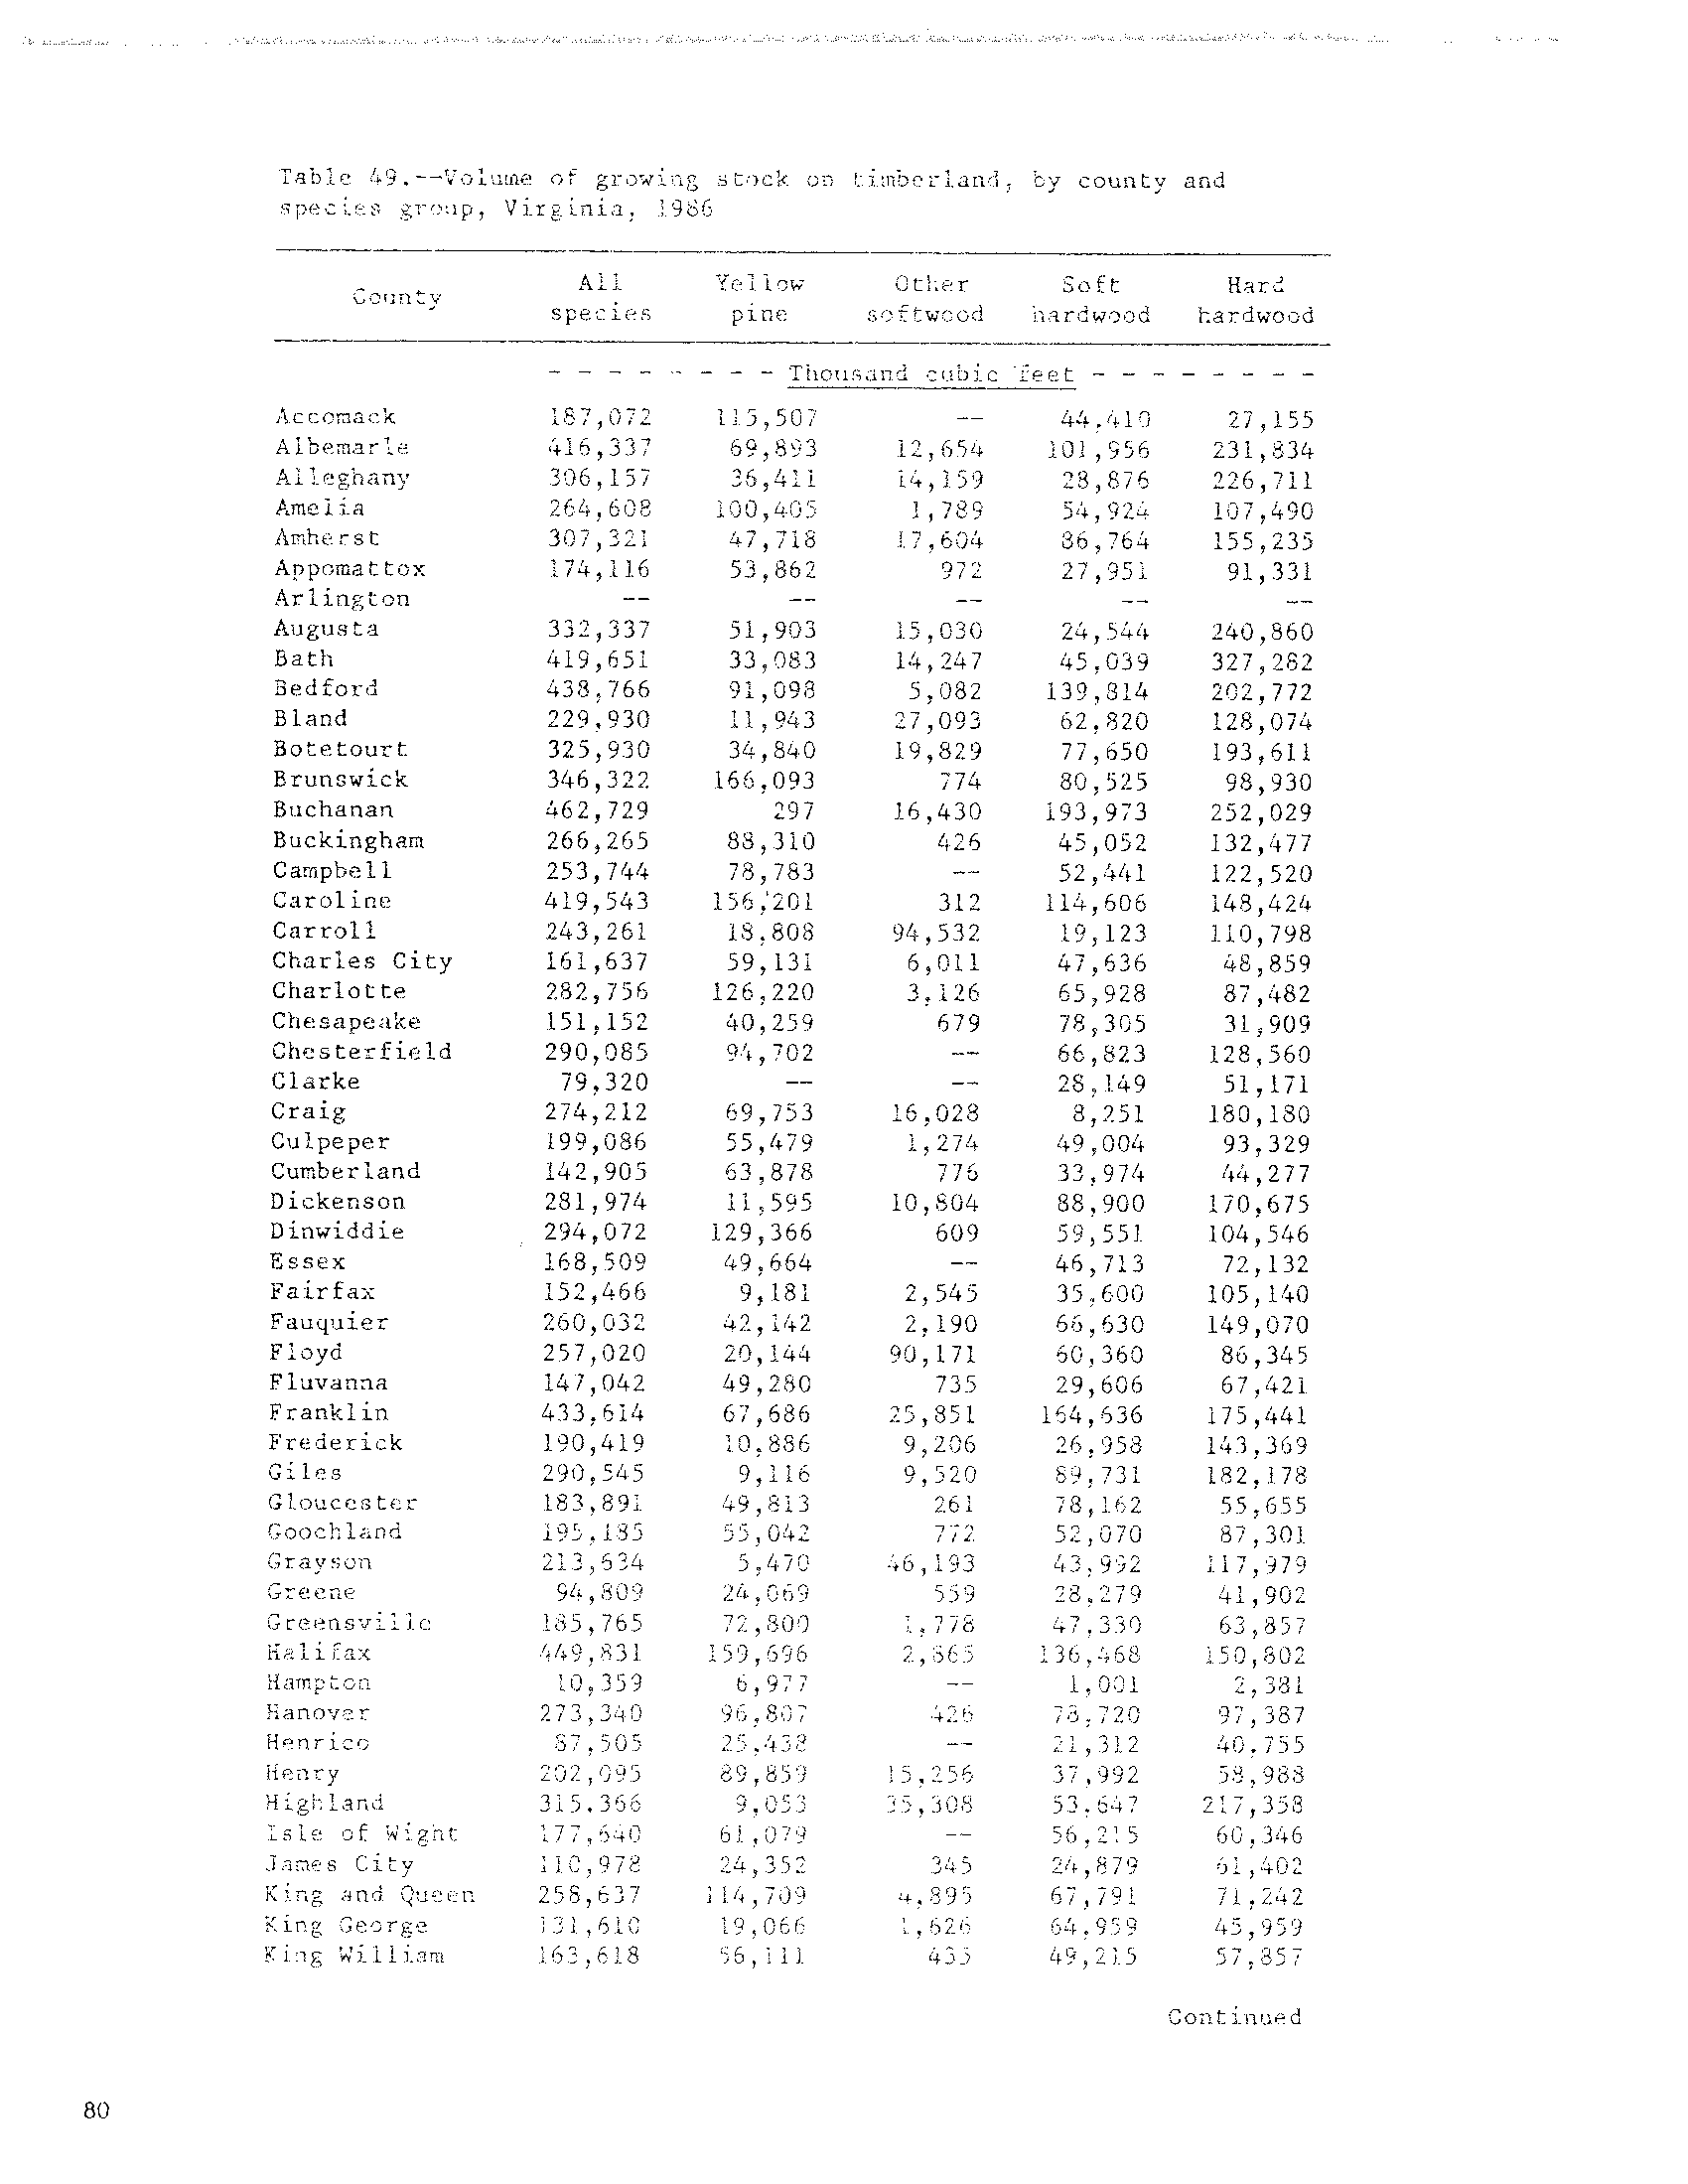 Table 49.--Volume of growing stock on timberland, by county and
species group, Virginia, 1986
County All species Yellow pine Other softwood Soft hardwood Hard hardwood
- - - - - - - - Thousand cubic feet - - - - - - - -
Accomack 187,072 115,507 -- 44,410 27,155
Albemarle 416,337 69,893 12,654 101,956 231,834
Alleghany 306,157 36,411 14,159 28,876 226,711
Amelia 264,608 100,405 1,789 54,924 107,490
Amherst 307,321 47,718 17,604 86,764 155,235
Appomattox 174,116 53,862 972 27,951 91,331
Arlington -- -- -- -- --
Augusta 332,337 51,903 15,030 24,544 240,860
Bath 419,651 33,083 14,247 45,039 327,282
Bedford 438,766 91,098 5,082 139,814 202,772
Bland 229,930 11,943 27,093 62,820 128,074
Botetourt 325,930 34,840 19,829 77,650 193,611
Brunswick 346,322 166,093 774 80,525 98,930
Buchanan 462,729 297 16,430 193,973 252,029
Buckingham 266,265 88,310 426 45,052 132,477
Campbell 253,744 78,783 -- 52,441 122,520
Caroline 419,543 156,201 312 114,606 148,424
Carroll 243,261 18,808 94,532 19,123 110,798
Charles City 161,637 59,131 6,011 47,636 48,859
Charlotte 282,756 126,220 3,126 65,928 87,482
Chesapeake 151,152 40,259 679 78,305 31,909
Chesterfield 290,085 94,702 -- 66,823 128,560
Clarke 79,320 -- -- 28,149 51,171
Craig 274,212 69,753 16,028 8,251 180,180
Culpeper 199,086 55,479 1,274 49,004 93,329
Cumberland 142,905 63,878 776 33,974 44,277
Dickenson 281,974 11,595 10,804 88,900 170,675
Dinwiddie 294,072 129,366 609 59,551 104,546
Essex 168,509 49,664 -- 46,713 72,132
Fairfax 152,466 9,181 2,545 35,600 105,140
Fauquier 260,032 42,142 2,190 66,630 149,070
Floyd 257,020 20,144 90,171 60,360 86,345
Fluvanna 147,042 49,280 735 29,606 67,421
Franklin 433,614 67,686 25,851 164,636 175,441
Frederick 190,419 10,886 9,206 26,958 143,369
Giles 290,545 9,116 9,520 89,731 182,178
Gloucester 183,891 49,813 261 78,162 55,655
Goochland 195,185 55,042 772 52,070 87,301
Grayson 213,634 5,470 46,193 43,992 117,979
Greene 94,809 24,069 559 28,279 41,902
Greensville 185,765 72,800 1,778 47,330 63,857
Halifax 449,831 159,696 2,865 136,468 150,802
Hampton 10,359 6,977 -- 1,001 2,381
Hanover 273,340 96,807 426 78,720 97,387
Henrico 87,505 25,438 -- 21,312 40,755
Henry 202,095 89,859 15,256 37,992 58,988
Highland 315,366 9,053 35,308 53,647 217,358
Isle of Wight 177,640 61,079 -- 56,215 60,346
James City 110,978 24,352 345 24,879 61,402
King and Queen 258,637 114,709 4,895 67,791 71,242
King George 131,610 19,066 1,626 64,959 45,959
King William 163,618 56,111 435 49,215 57,857
Continued
80